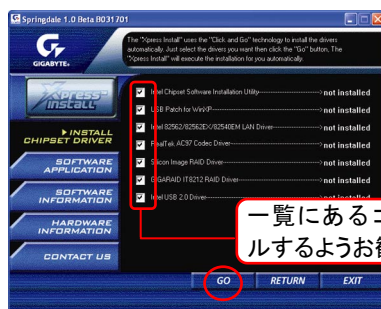 Springdale 1.0 Beta B031701
GIGABYTE
The "Xpress Install" uses the "Click and Go" technology to install the drivers
automatically. Just select the drivers you want then click the "Go" button, The
"Xpress Install" will execute the installation for you automatically.
Xpress
INSTALL
INSTALL
CHIPSET DRIVER
SOFTWARE
APPLICATION
SOFTWARE
INFORMATION
HARDWARE
INFORMATION
CONTACT US
Intel Chipset Software Installation Utility not installed
USB Patch for WinXP not installed
Intel 82562/82562EX/82540EM LAN Driver not installed
RealTek AC97 Codec Driver not installed
Silicon Image RAID Driver not installed
GIGARAID IT8212 RAID Driver not installed
Intel USB 2.0 Driver not installed
一覧にある
ルするようお
GO RETURN EXIT